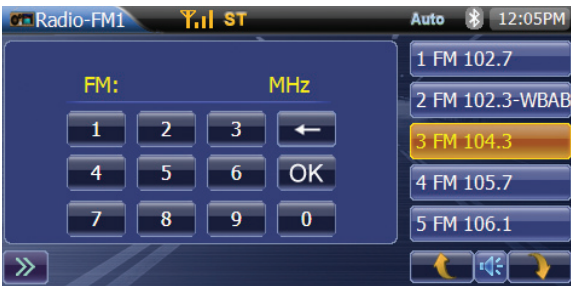 Radio-FM1 ST Auto 12:05PM
FM: MHz
1 2 3 ←
4 5 6 OK
7 8 9 0
1 FM 102.7
2 FM 102.3-WBAB
3 FM 104.3
4 FM 105.7
5 FM 106.1